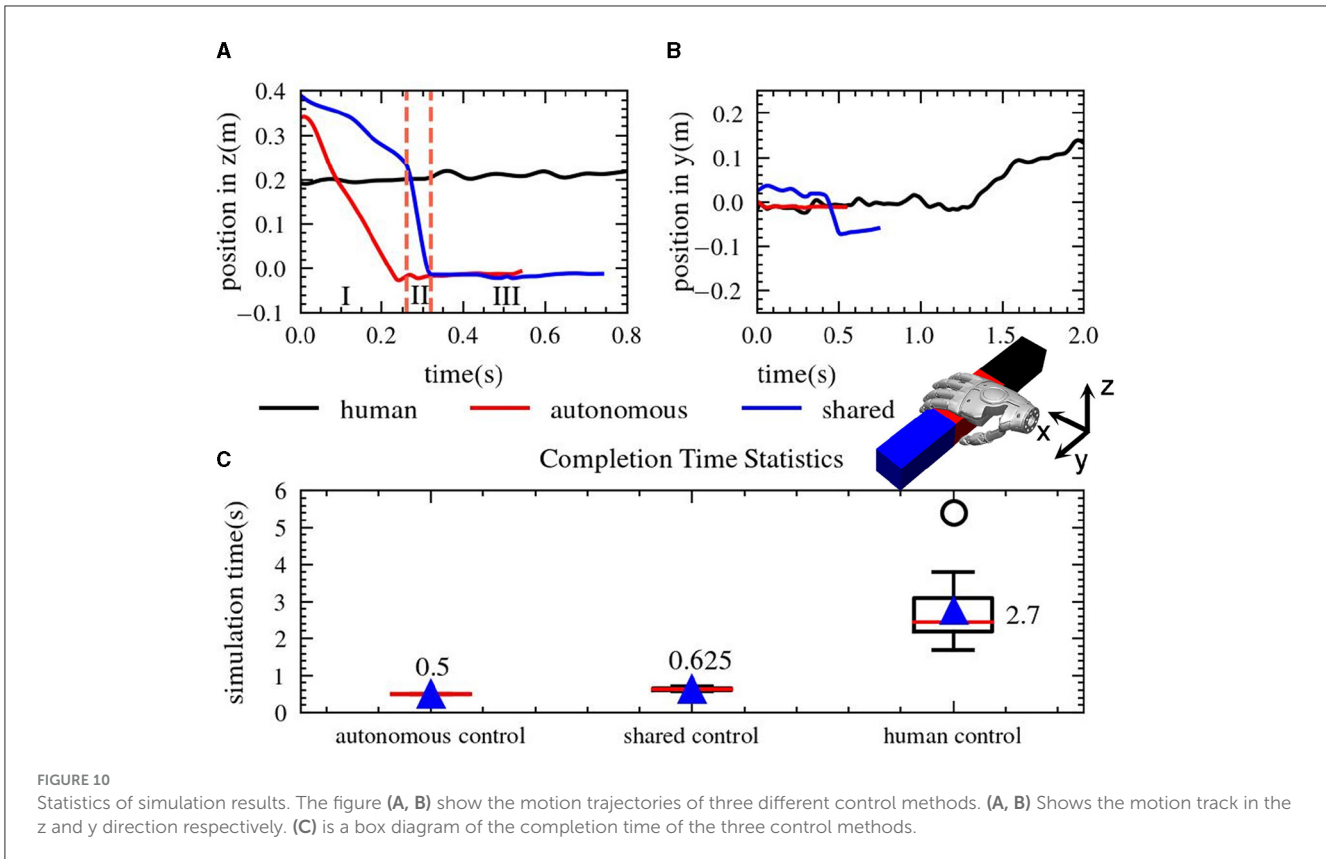 A
B
position in z(m)
0.4
0.3
0.2
0.1
0.0
−0.1
I
II
III
0.0
0.2
0.4
0.6
0.8
time(s)
position in y(m)
0.2
0.1
0.0
−0.1
−0.2
0.0
0.5
1.0
1.5
2.0
time(s)
human
autonomous
shared
z
x
y
C
Completion Time Statistics
simulation time(s)
6
5
4
3
2
1
0
0.5
0.625
2.7
autonomous control
shared control
human control
FIGURE 10
Statistics of simulation results. The figure (A, B) show the motion trajectories of three different control methods. (A, B) Shows the motion track in the
z and y direction respectively. (C) is a box diagram of the completion time of the three control methods.